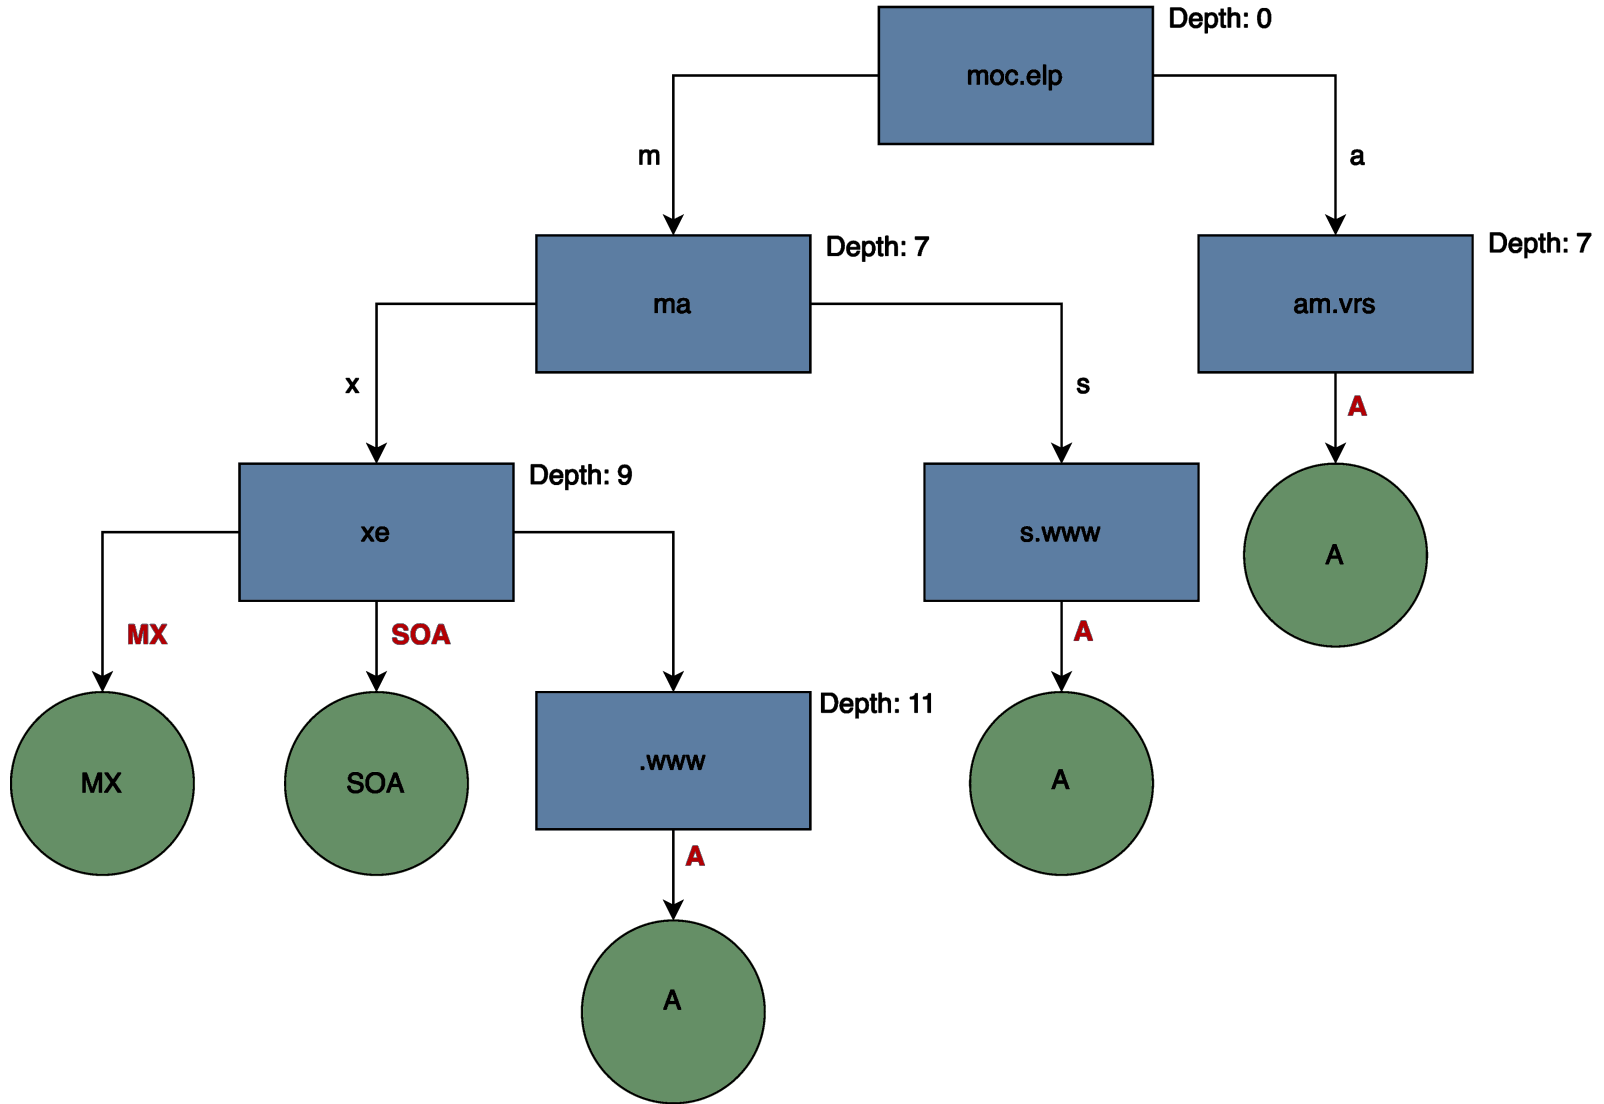 Depth: 0
moc.elp
m
a
Depth: 7
Depth: 7
ma
am.vrs
x
s
A
Depth: 9
xe
s.www
A
MX
SOA
A
Depth: 11
.www
MX
SOA
A
A
A